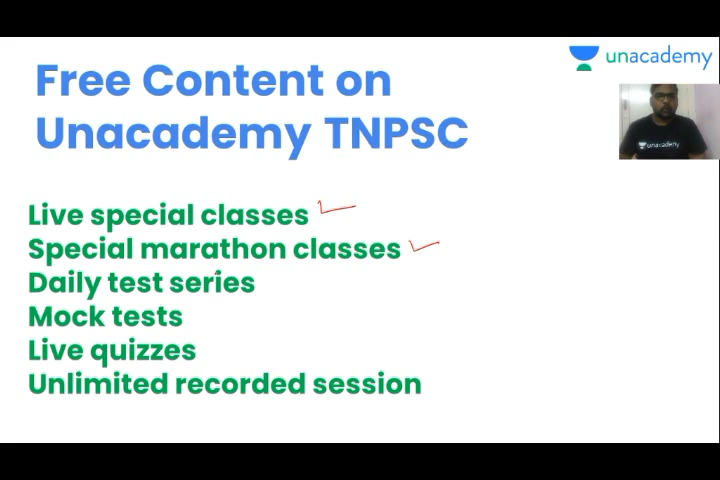 Free Content on
Unacademy TNPSC
unacademy
unacademy
Live special classes
Special marathon classes
Daily test series
Mock tests
Live quizzes
Unlimited recorded session